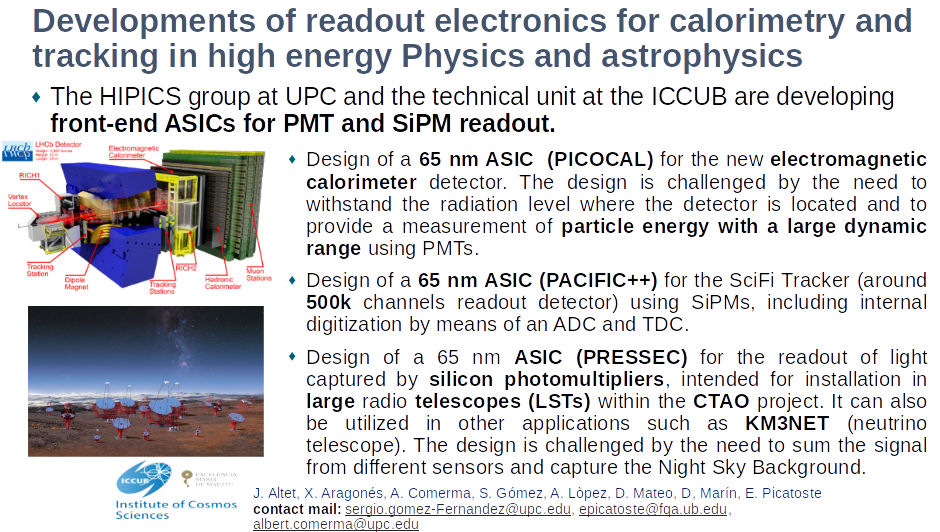 Developments of readout electronics for calorimetry and
tracking in high energy Physics and astrophysics
The HIPICS group at UPC and the technical unit at the ICCUB are developing
front-end ASICs for PMT and SiPM readout.
LHCb Detector
Electromagnetic
Calorimeter
RICH1
Vertex
Locator
Tracking
Station
Dipole
Magnet
Tracking
Stations
RICH2
Hadronic
Calorimeter
Muon
Stations
Design of a 65 nm ASIC (PICOCAL) for the new electromagnetic
calorimeter detector. The design is challenged by the need to
withstand the radiation level where the detector is located and to
provide a measurement of particle energy with a large dynamic
range using PMTs.
Design of a 65 nm ASIC (PACIFIC++) for the SciFi Tracker (around
500k channels readout detector) using SiPMs, including internal
digitization by means of an ADC and TDC.
Design of a 65 nm ASIC (PRESSEC) for the readout of light
captured by silicon photomultipliers, intended for installation in
large radio telescopes (LSTs) within the CTAO project. It can also
be utilized in other applications such as KM3NET (neutrino
telescope). The design is challenged by the need to sum the signal
from different sensors and capture the Night Sky Background.
ICCUB
EXCELENCIA
MARÍA
DE MAEZTU
Institute of Cosmos
Sciences
J. Altet, X. Aragonés, A. Comerma, S. Gómez, A. Lòpez, D. Mateo, D, Marín, E. Picatoste
contact mail: sergio.gomez-Fernandez@upc.edu, epicatoste@fqa.ub.edu,
albert.comerma@upc.edu